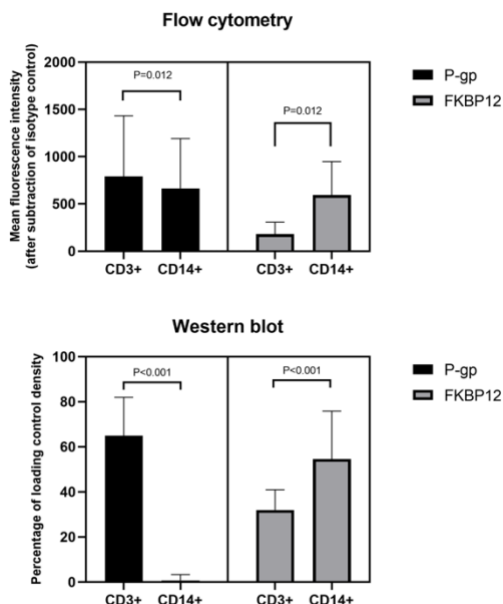 Flow cytometry
Mean fluorescence intensity
(after subtraction of isotype control)
2000
1500
1000
500
0
P=0.012
P=0.012
CD3+ CD14+ CD3+ CD14+
P-gp
FKBP12
Western blot
Percentage of loading control density
100
80
60
40
20
0
P<0.001
P<0.001
CD3+ CD14+ CD3+ CD14+
P-gp
FKBP12